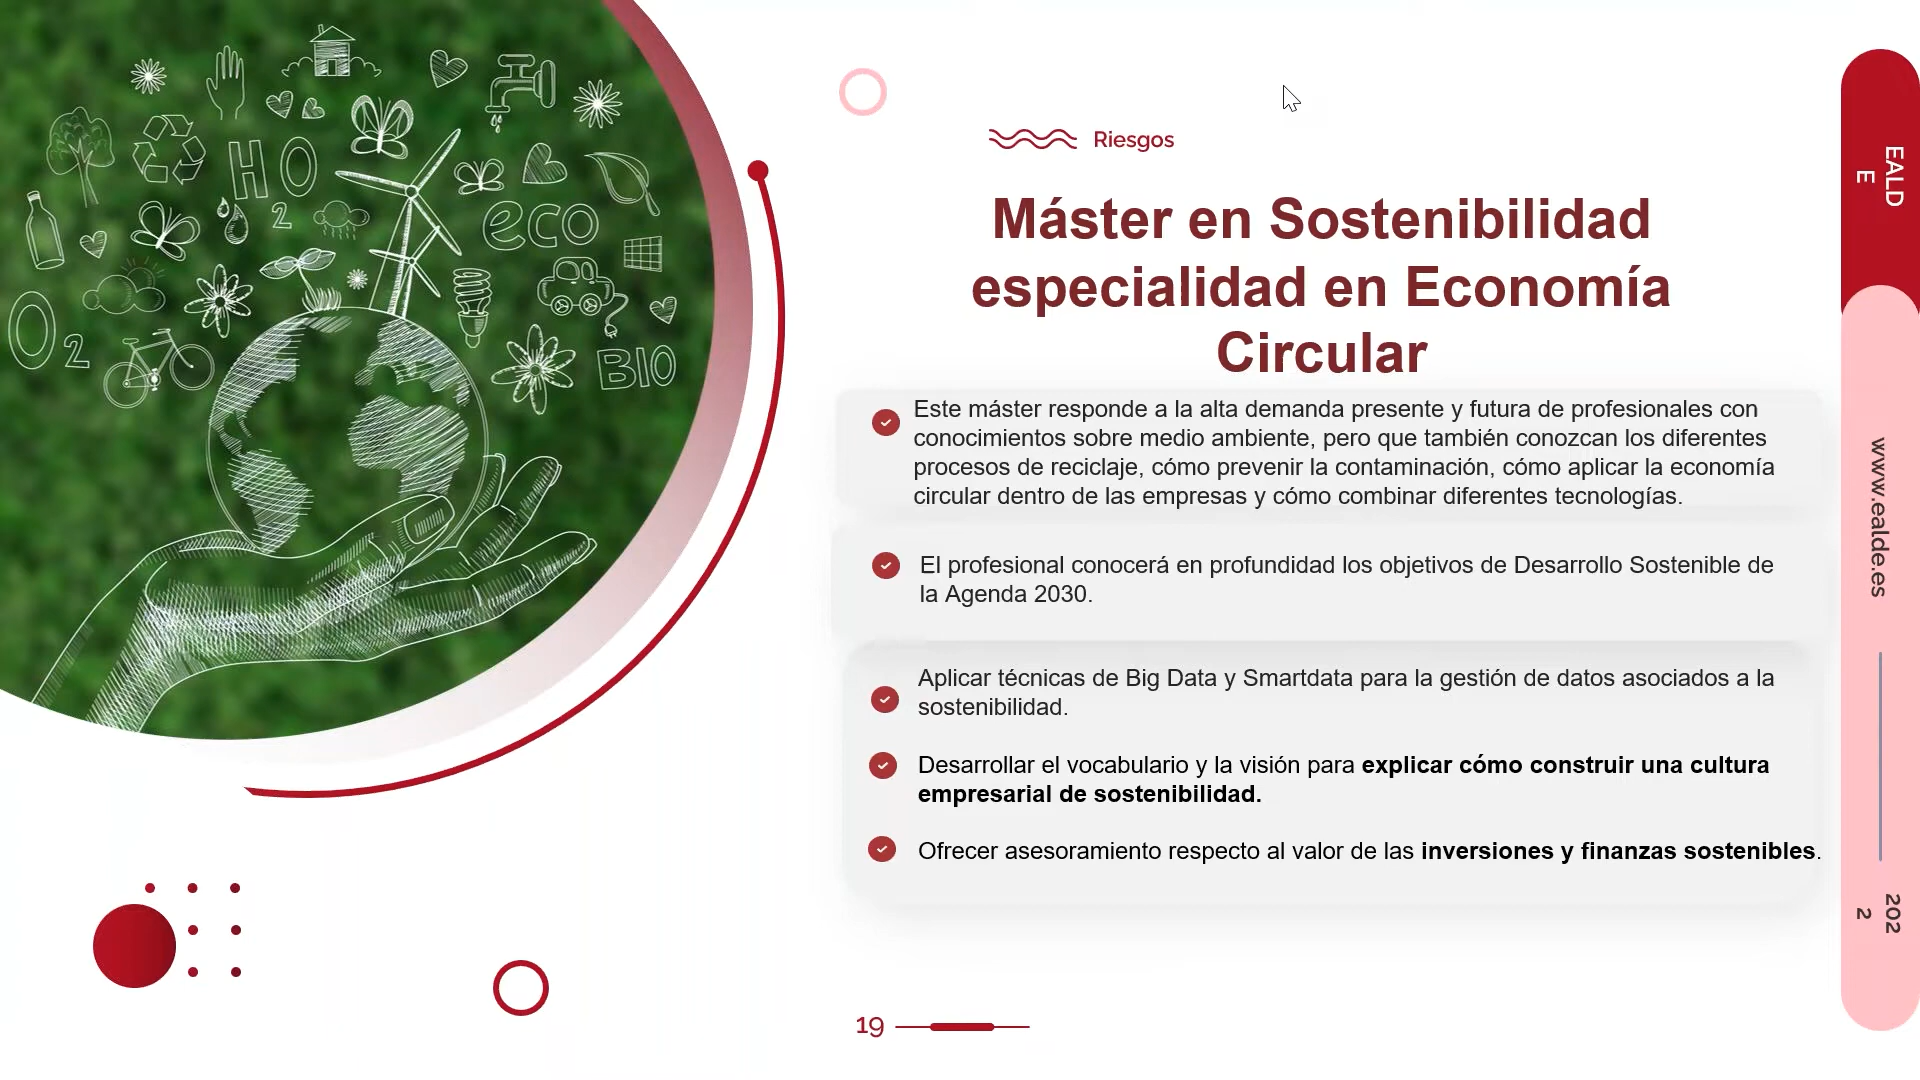 HO
2
eco
O
2
BIO
Riesgos
Máster en Sostenibilidad
especialidad en Economía
Circular
Este máster responde a la alta demanda presente y futura de profesionales con
conocimientos sobre medio ambiente, pero que también conozcan los diferentes
procesos de reciclaje, cómo prevenir la contaminación, cómo aplicar la economía
circular dentro de las empresas y cómo combinar diferentes tecnologías.
El profesional conocerá en profundidad los objetivos de Desarrollo Sostenible de
la Agenda 2030.
Aplicar técnicas de Big Data y Smartdata para la gestión de datos asociados a la
sostenibilidad.
Desarrollar el vocabulario y la visión para explicar cómo construir una cultura
empresarial de sostenibilidad.
Ofrecer asesoramiento respecto al valor de las inversiones y finanzas sostenibles.
19
EALD
E
www.ealde.es
202
2